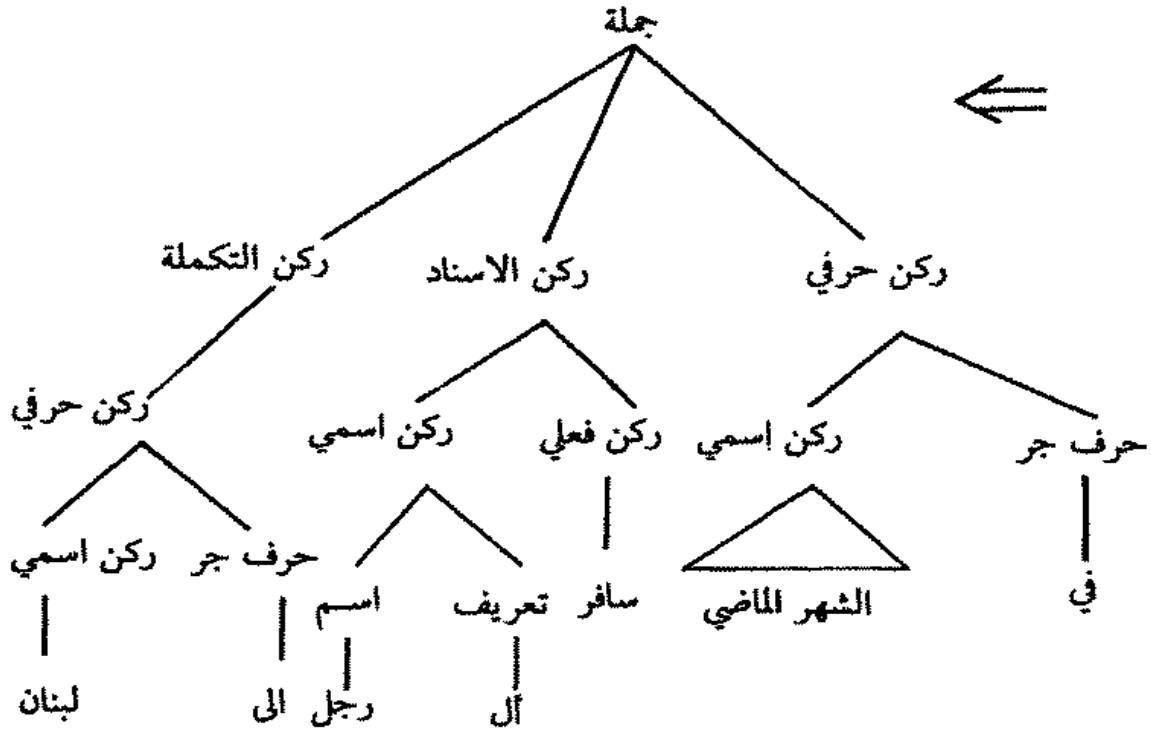 جملة
ركن حرفي ركن الاسناد ركن التكملة
حرف جر ركن إسمي ركن فعلي ركن اسمي ركن حرفي
في الشهر الماضي سافر تعريف اسم حرف جر ركن اسمي
أل رجل الى لبنان